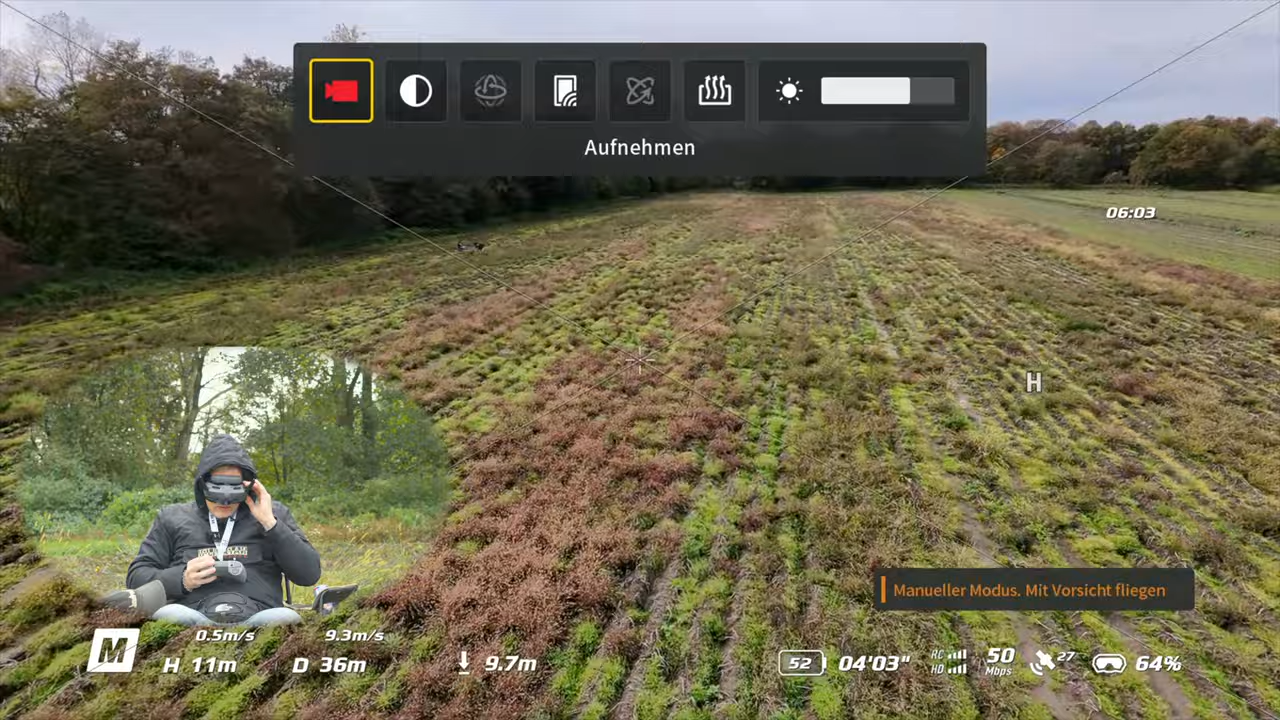 Aufnehmen
06:03
H
Manueller Modus. Mit Vorsicht fliegen
M
0.5m/s 9.3m/s
H 11m D 36m 9.7m
52 04'03" RC HD 50 Mbps 27 64%